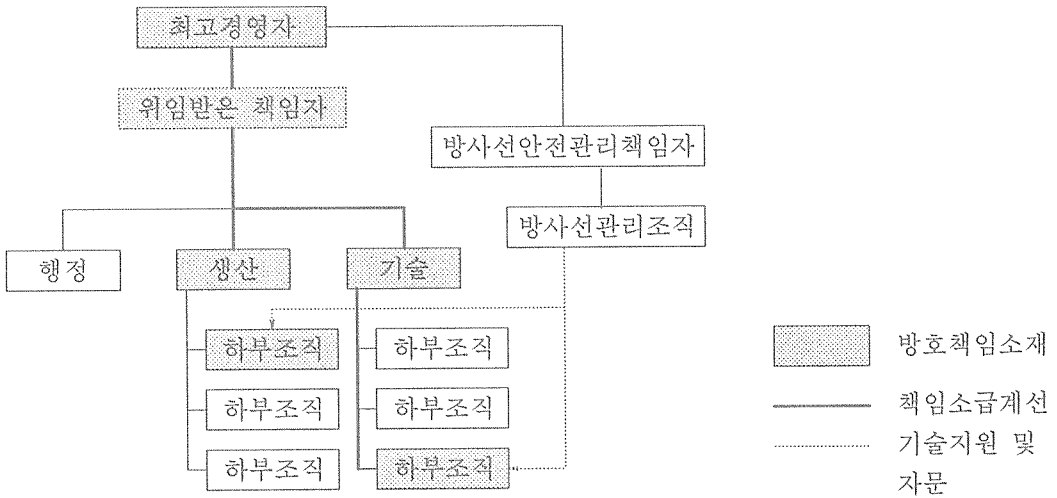 최고경영자
위임받은 책임자
방사선안전관리책임자
방사선관리조직
행정
생산
기술
하부조직
하부조직
하부조직
하부조직
하부조직
하부조직
방호책임소재
책임소급계선
기술지원 및
자문